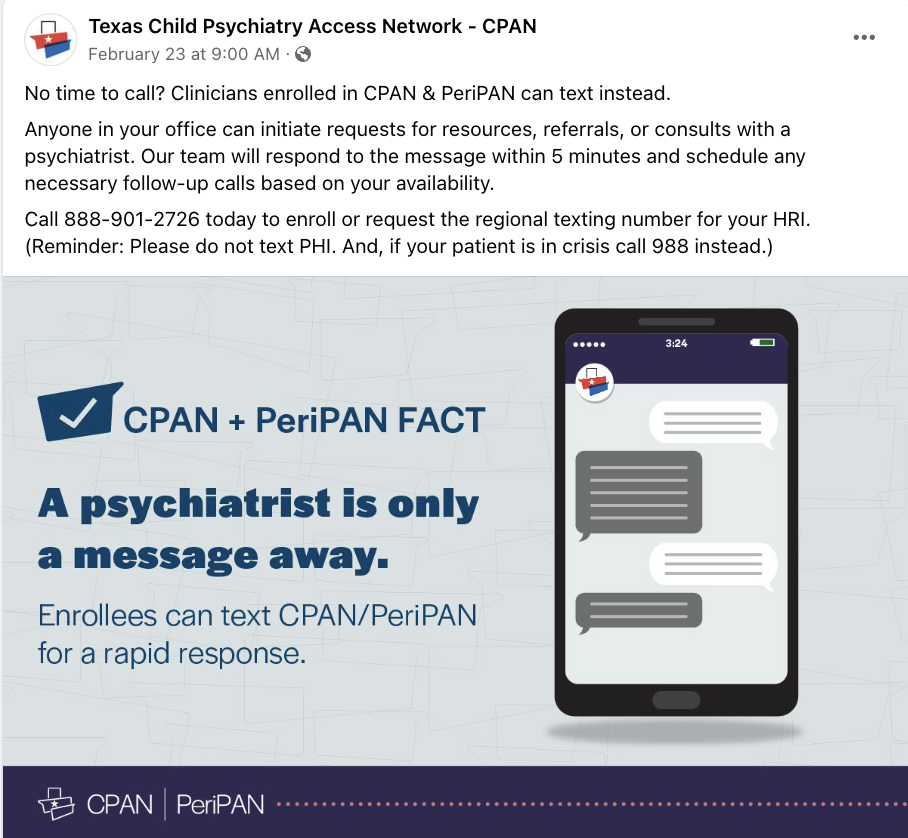 Texas Child Psychiatry Access Network - CPAN
February 23 at 9:00 AM ·
No time to call? Clinicians enrolled in CPAN & PeriPAN can text instead.
Anyone in your office can initiate requests for resources, referrals, or consults with a
psychiatrist. Our team will respond to the message within 5 minutes and schedule any
necessary follow-up calls based on your availability.
Call 888-901-2726 today to enroll or request the regional texting number for your HRI.
(Reminder: Please do not text PHI. And, if your patient is in crisis call 988 instead.)
3:24
CPAN + PeriPAN FACT
A psychiatrist is only
a message away.
Enrollees can text CPAN/PeriPAN
for a rapid response.
CPAN | PeriPAN